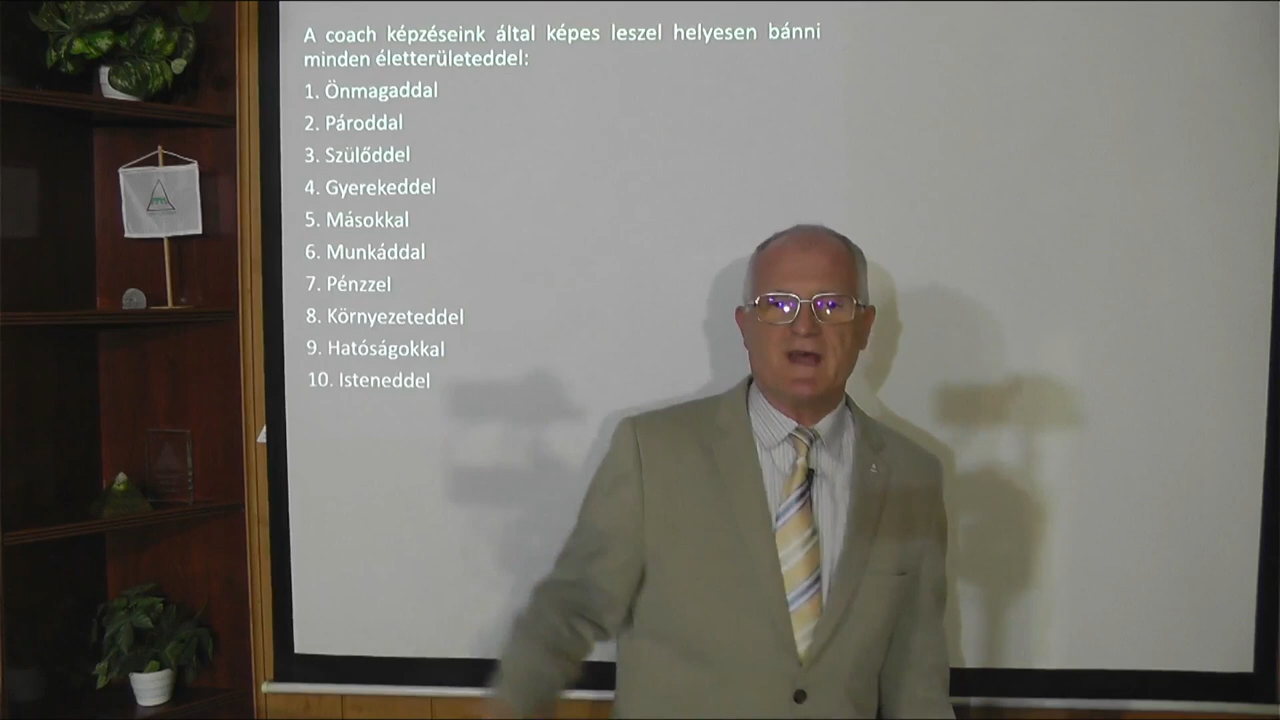 A coach képzéseink által képes leszel helyesen bánni
minden életterületeddel:
1. Önmagaddal
2. Pároddal
3. Szülőddel
4. Gyerekeddel
5. Másokkal
6. Munkáddal
7. Pénzzel
8. Környezeteddel
9. Hatóságokkal
10. Isteneddel